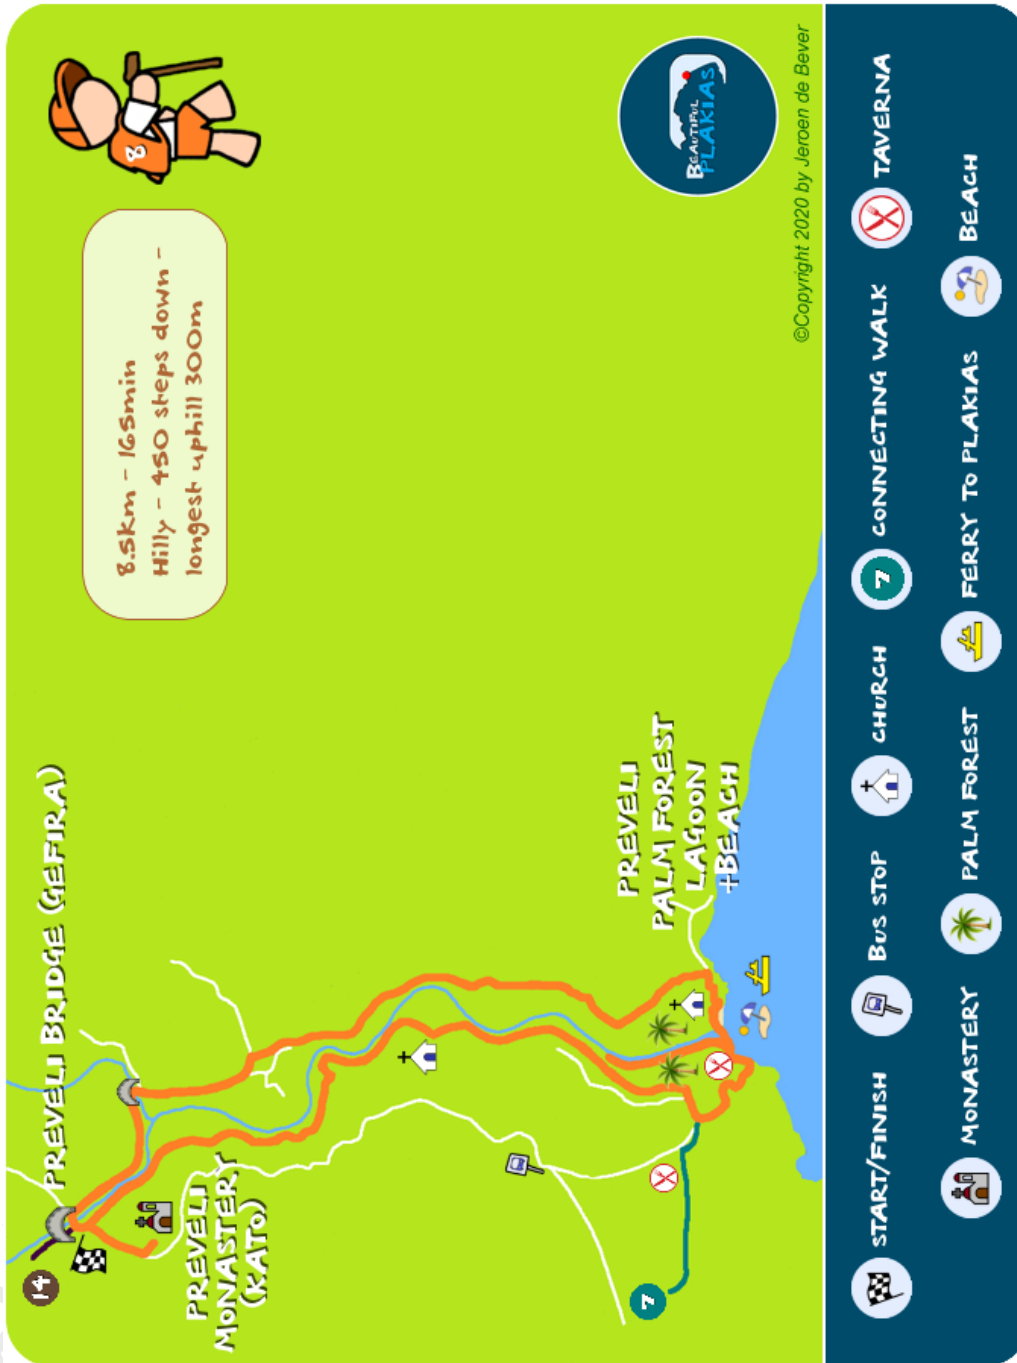 14
PREVELI BRIDGE (GEFIRA)
8.5km - 165min
Hilly - 450 steps down -
longest uphill 300m
8
PREVELI
MONASTERY
(KATO)
7
PREVELI
PALM FOREST
LAGOON
+BEACH
BEAUTIFUL
PLAKIAS
©Copyright 2020 by Jeroen de Bever
START/FINISH
BUS STOP
CHURCH
7
CONNECTING WALK
TAVERNA
MONASTERY
PALM FOREST
FERRY TO PLAKIAS
BEACH